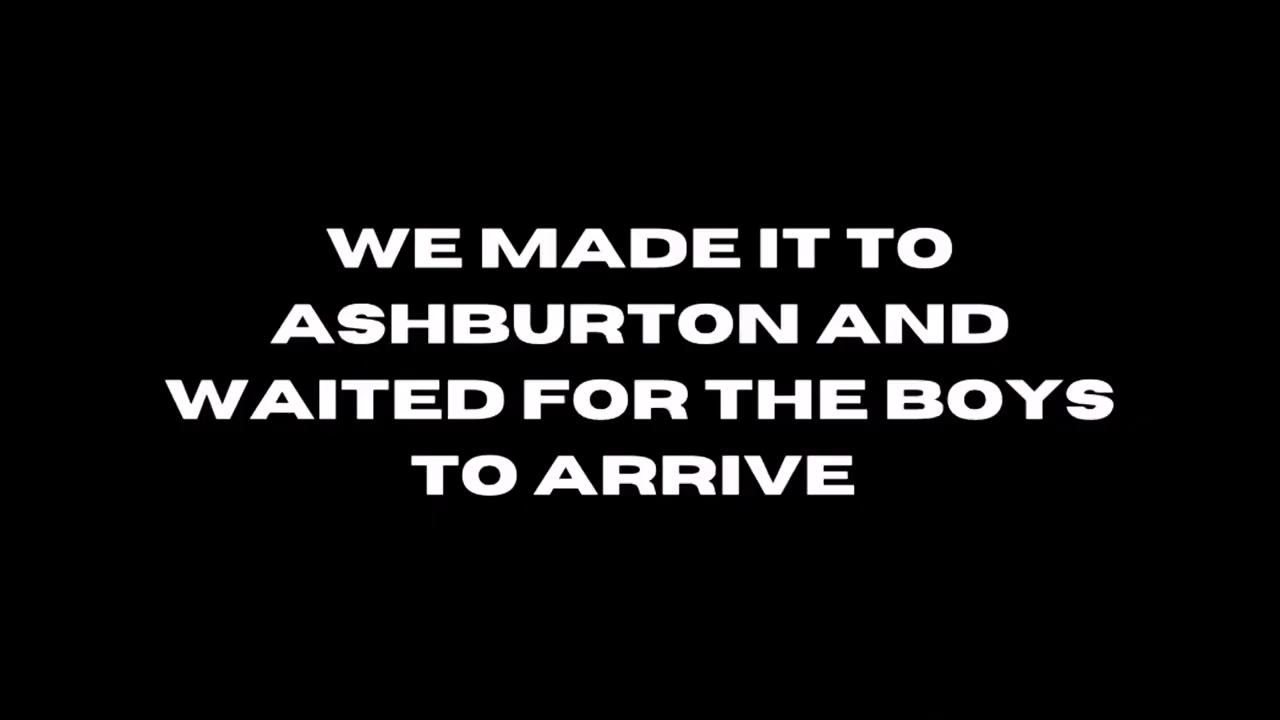 WE MADE IT TO
ASHBURTON AND
WAITED FOR THE BOYS
TO ARRIVE